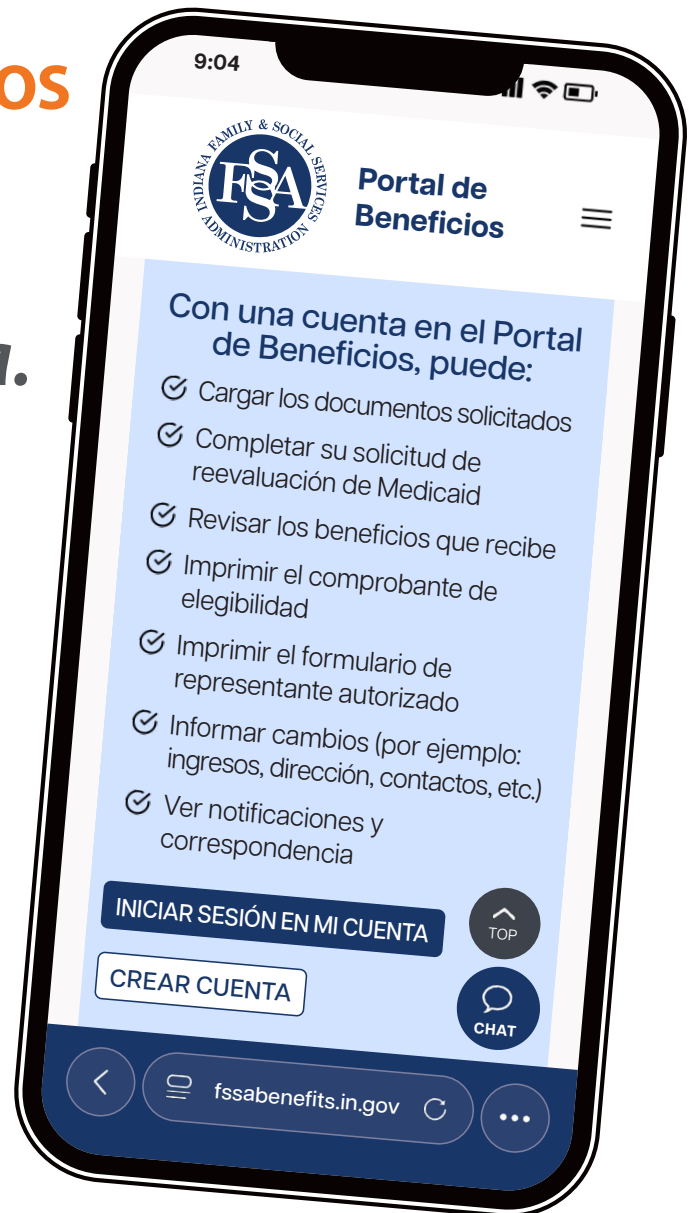 os
a.
9:04
INDIANA FAMILY & SOCIAL SERVICES ADMINISTRATION
FSSA
Portal de
Beneficios
Con una cuenta en el Portal
de Beneficios, puede:
Cargar los documentos solicitados
Completar su solicitud de
reevaluación de Medicaid
Revisar los beneficios que recibe
Imprimir el comprobante de
elegibilidad
Imprimir el formulario de
representante autorizado
Informar cambios (por ejemplo:
ingresos, dirección, contactos, etc.)
Ver notificaciones y
correspondencia
INICIAR SESIÓN EN MI CUENTA
TOP
CREAR CUENTA
CHAT
fssabenefits.in.gov